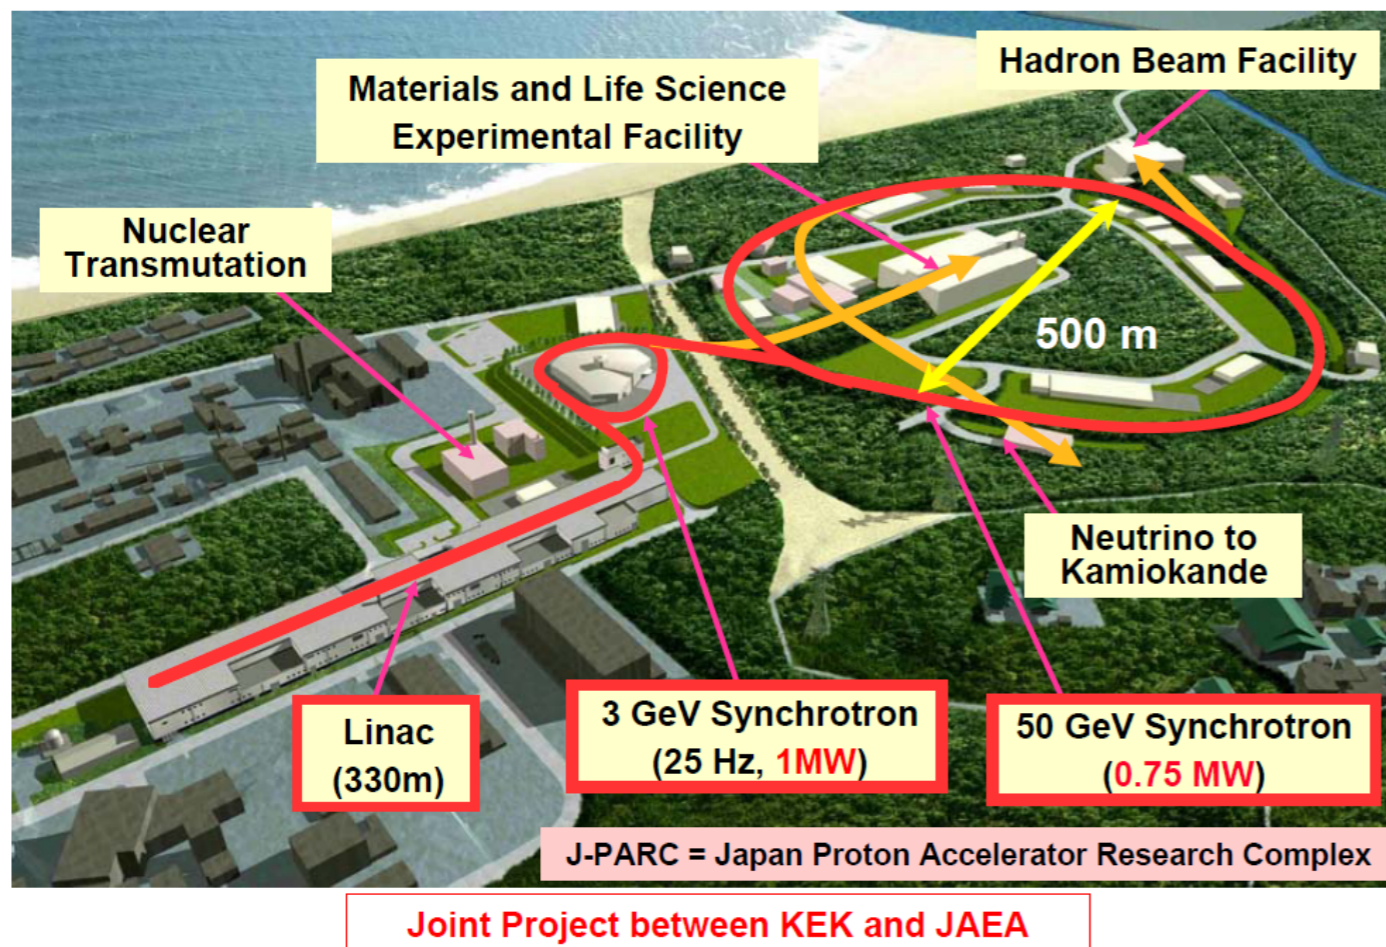 Hadron Beam Facility
Materials and Life Science
Experimental Facility
Nuclear
Transmutation
500 m
Neutrino to
Kamiokande
Linac
(330m)
3 GeV Synchrotron
(25 Hz, 1MW)
50 GeV Synchrotron
(0.75 MW)
J-PARC = Japan Proton Accelerator Research Complex
Joint Project between KEK and JAEA